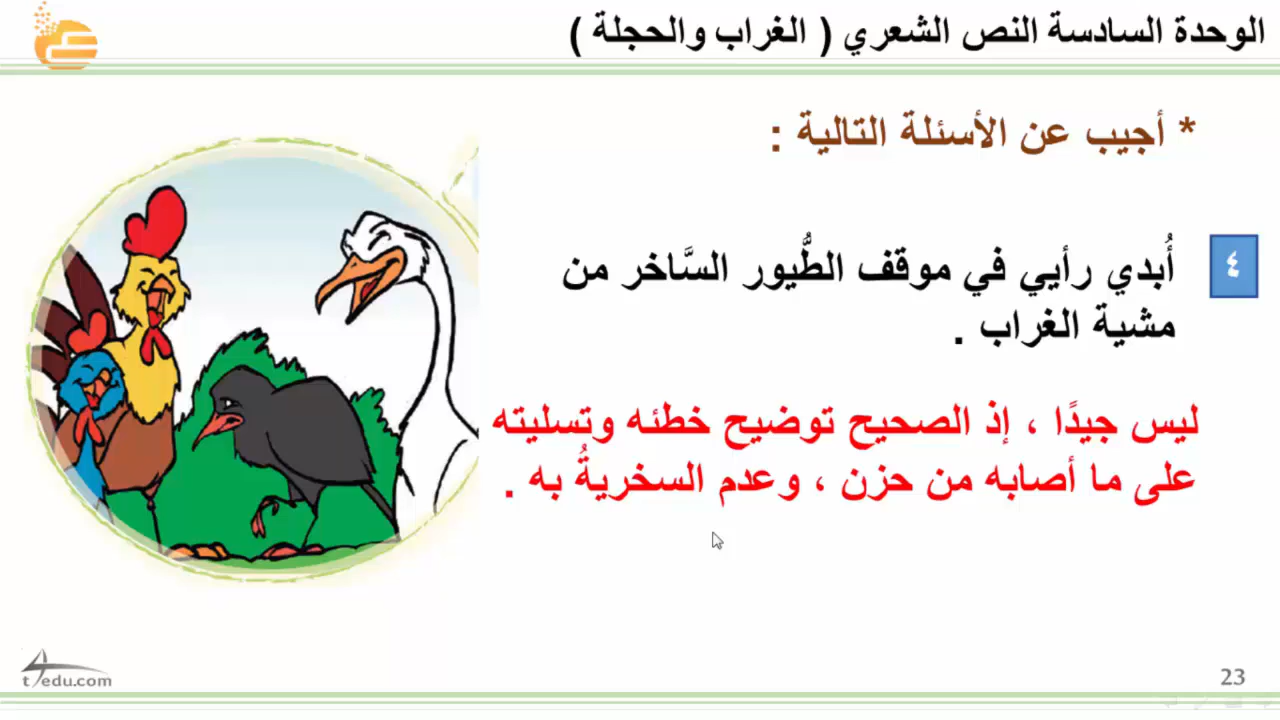 الوحدة السادسة النص الشعري ( الغراب والحجلة )
* أجيب عن الأسئلة التالية :
٤
أُبدي رأيي في موقف الطُّيور السَّاخر من
مشية الغراب .
ليس جيدًا ، إذ الصحيح توضيح خطئه وتسليته
على ما أصابه من حزن ، وعدم السخريةُ به .
t4edu.com
23